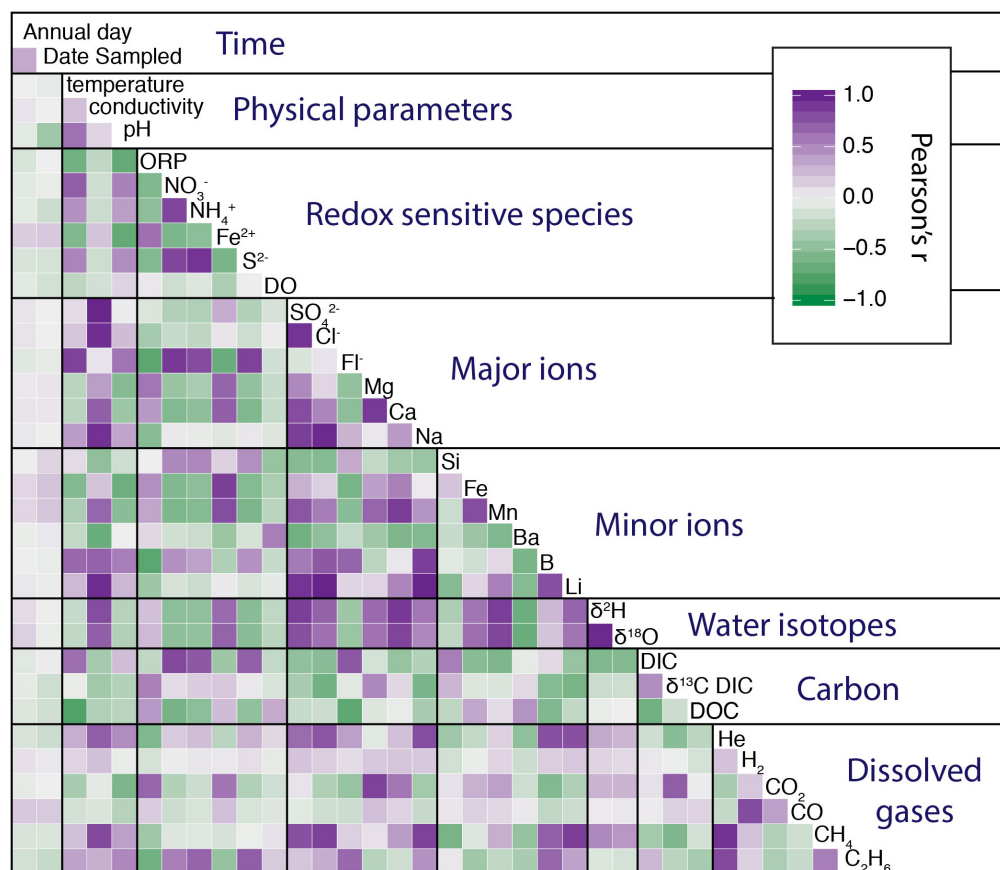 Annual day
Date Sampled
Time
temperature
conductivity
pH
Physical parameters
ORP
NO₃⁻
NH₄⁺
Fe²⁺
S²⁻
DO
Redox sensitive species
SO₄²⁻
Cl⁻
Fl⁻
Mg
Ca
Na
Major ions
Si
Fe
Mn
Ba
B
Li
Minor ions
δ²H
δ¹⁸O
Water isotopes
DIC
δ¹³C DIC
DOC
Carbon
He
H₂
CO₂
CO
CH₄
C₂H₆
Dissolved
gases
1.0
0.5
0.0
−0.5
−1.0
Pearson's r